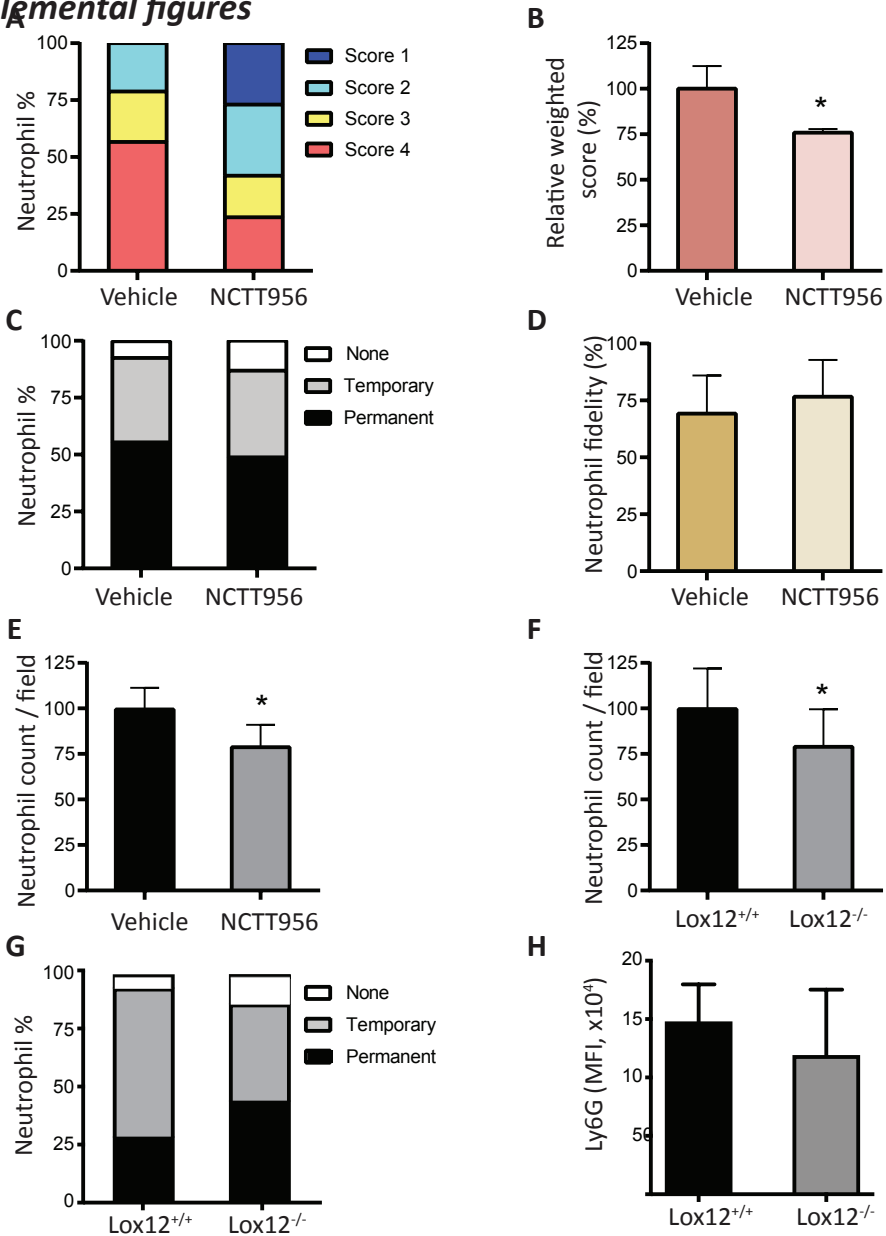 lemental figures
A
Neutrophil %
100
75
50
25
0
Vehicle NCTT956
Score 1
Score 2
Score 3
Score 4
B
Relative weighted
score (%)
125
100
75
50
25
0
*
Vehicle NCTT956
C
Neutrophil %
100
75
50
25
0
Vehicle NCTT956
None
Temporary
Permanent
D
Neutrophil fidelity (%)
100
75
50
25
0
Vehicle NCTT956
E
Neutrophil count / field
125
100
75
50
25
0
*
Vehicle NCTT956
F
Neutrophil count / field
125
100
75
50
25
0
*
Lox12+/+ Lox12-/-
G
Neutrophil %
100
75
50
25
0
Lox12+/+ Lox12-/-
None
Temporary
Permanent
H
Ly6G (MFI, x10⁴)
20
15
10
50
Lox12+/+ Lox12-/-